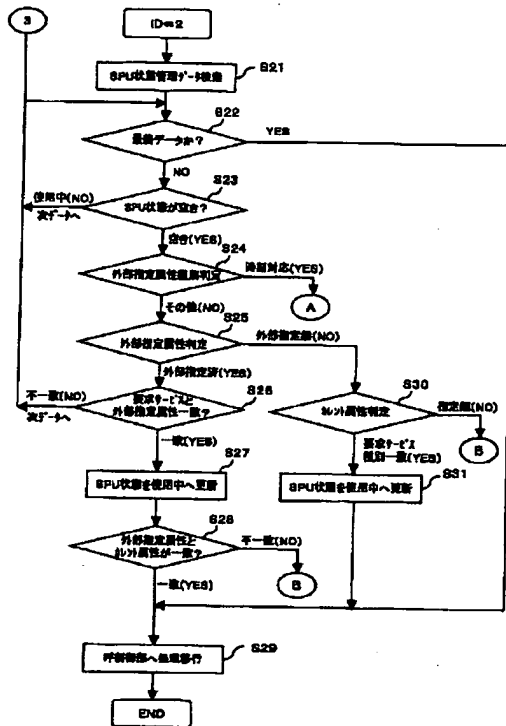 3
ID=2
SPU状態管理データ検索
S21
S22
最終データか?
YES
NO
S23
使用中(NO)
次データへ
SPU状態が空き?
空き(YES)
S24
外部指定属性種別判定
(YES)
A
その他(NO)
S25
外部指定属性判定
外部指定無(NO)
外部指定済(YES)
S26
不一致(NO)
次データへ
要求サービスと
外部指定属性一致?
S30
カレント属性判定
指定無(NO)
B
一致(YES)
S27
要求サービス
種別一致(YES)
S31
SPU状態を使用中へ更新
SPU状態を使用中へ更新
S28
外部指定属性と
カレント属性が一致?
不一致(NO)
B
一致(YES)
S29
呼制御部へ処理移行
END